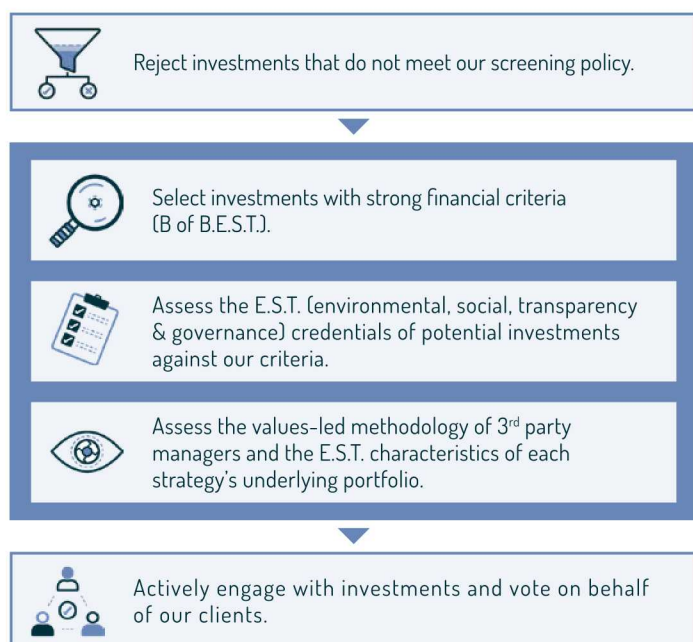 Reject investments that do not meet our screening policy.
Select investments with strong financial criteria
(B of B.E.S.T.).
Assess the E.S.T. (environmental, social, transparency
& governance) credentials of potential investments
against our criteria.
Assess the values-led methodology of 3rd party
managers and the E.S.T. characteristics of each
strategy's underlying portfolio.
Actively engage with investments and vote on behalf
of our clients.